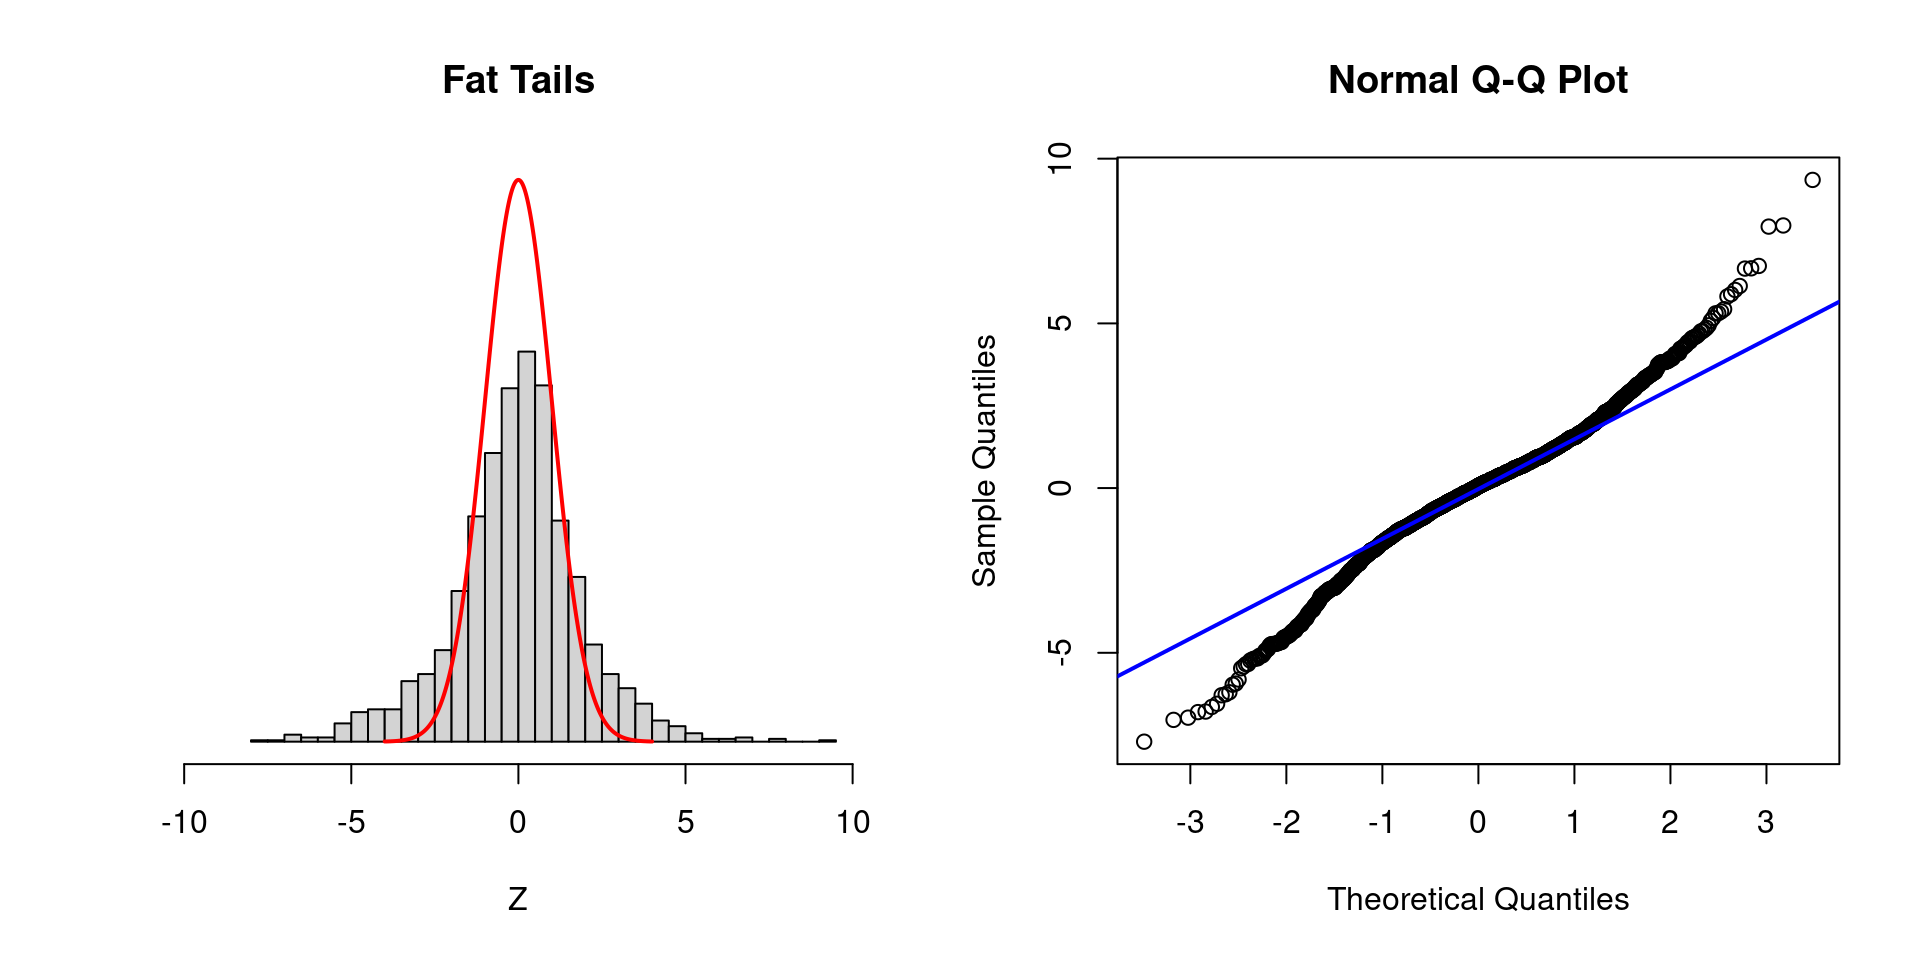 Fat Tails
-10 -5 0 5 10
Z
Normal Q-Q Plot
10
5
0
-5
Sample Quantiles
-3 -2 -1 0 1 2 3
Theoretical Quantiles